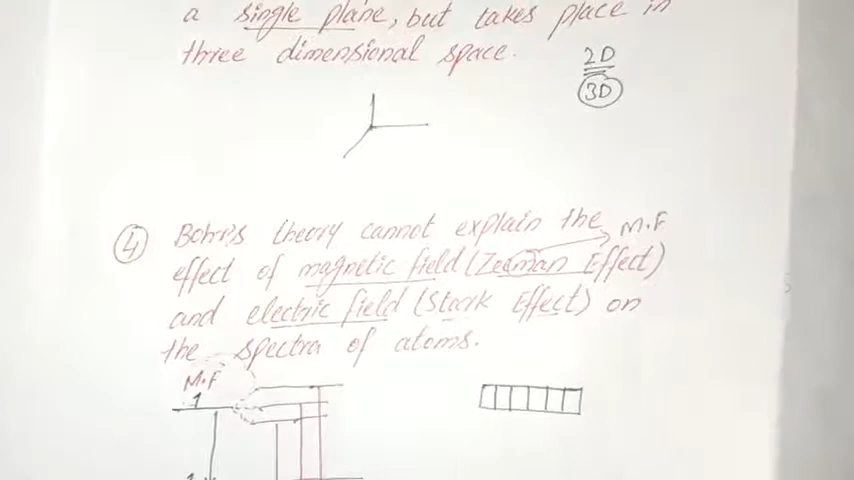 a single plane, but takes place in
three dimensional space.
2D
3D
4 Bohr's theory cannot explain the
M.F
effect of magnetic field (Zeeman Effect)
and electric field (Stark Effect) on
the spectra of atoms.
M.F
1